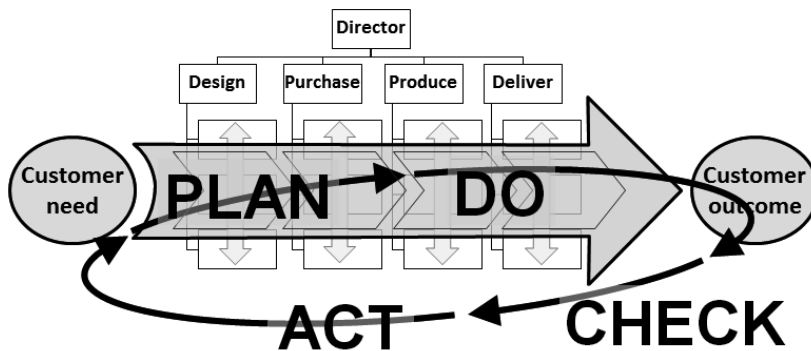 Director
Design
Purchase
Produce
Deliver
Customer
need
PLAN
DO
Customer
outcome
ACT
CHECK